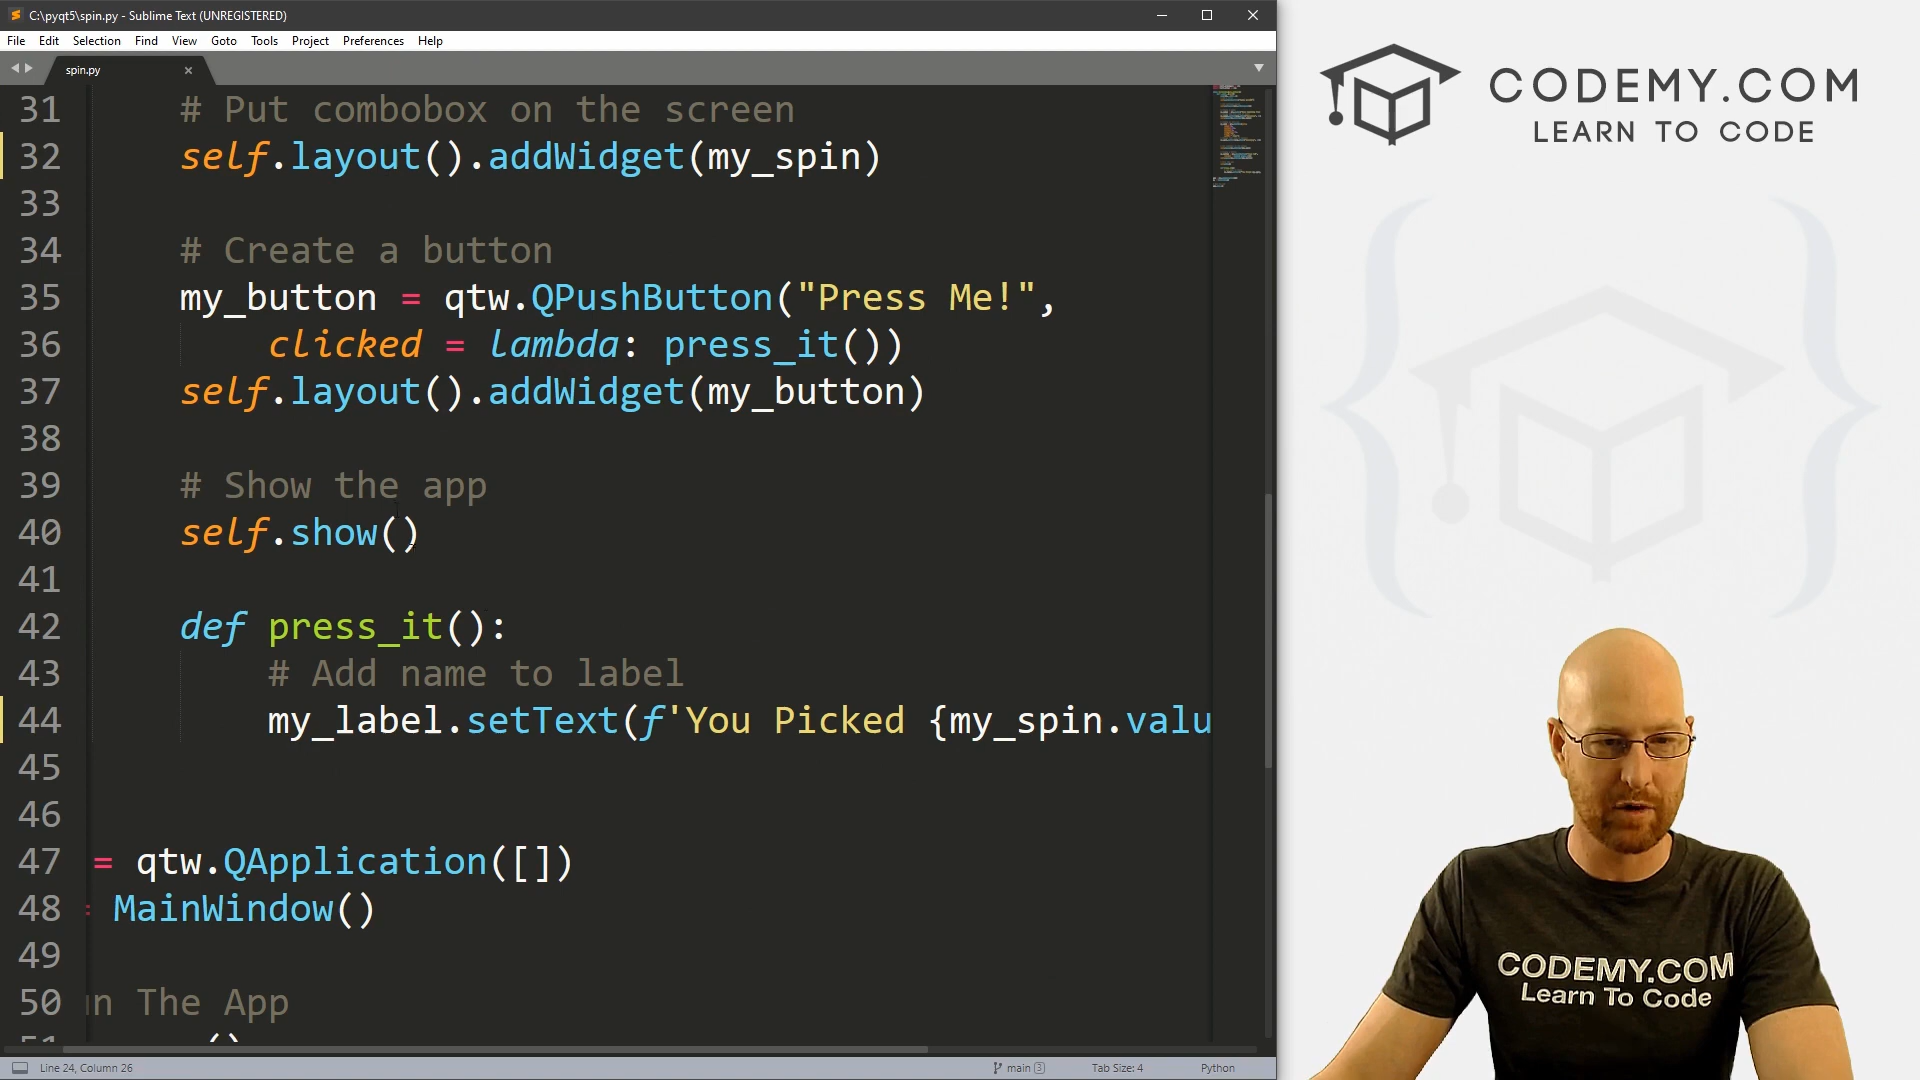 C:\pyqt5\spin.py - Sublime Text (UNREGISTERED)
File Edit Selection Find View Goto Tools Project Preferences Help
spin.py
31 # Put combobox on the screen
32 self.layout().addWidget(my_spin)
33
34 # Create a button
35 my_button = qtw.QPushButton("Press Me!",
36 clicked = lambda: press_it())
37 self.layout().addWidget(my_button)
38
39 # Show the app
40 self.show()
41
42 def press_it():
43 # Add name to label
44 my_label.setText(f'You Picked {my_spin.valu
45
46
47 = qtw.QApplication([])
48 = MainWindow()
49
50 un The App
51
Line 24, Column 26
main 3
Tab Size: 4
Python
CODEMY.COM
LEARN TO CODE
CODEMY.COM
Learn To Code